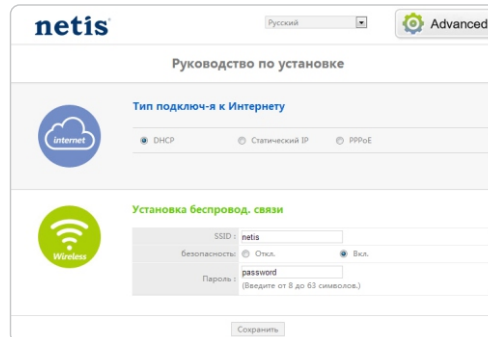 netis
Русский
Advanced
Руководство по установке
internet
Тип подключ-я к Интернету
DHCP Статический IP PPPoE
Wireless
Установка беспровод. связи
SSID : netis
безопасность: Откл. Вкл.
Пароль : password
(Введите от 8 до 63 символов.)
Сохранить